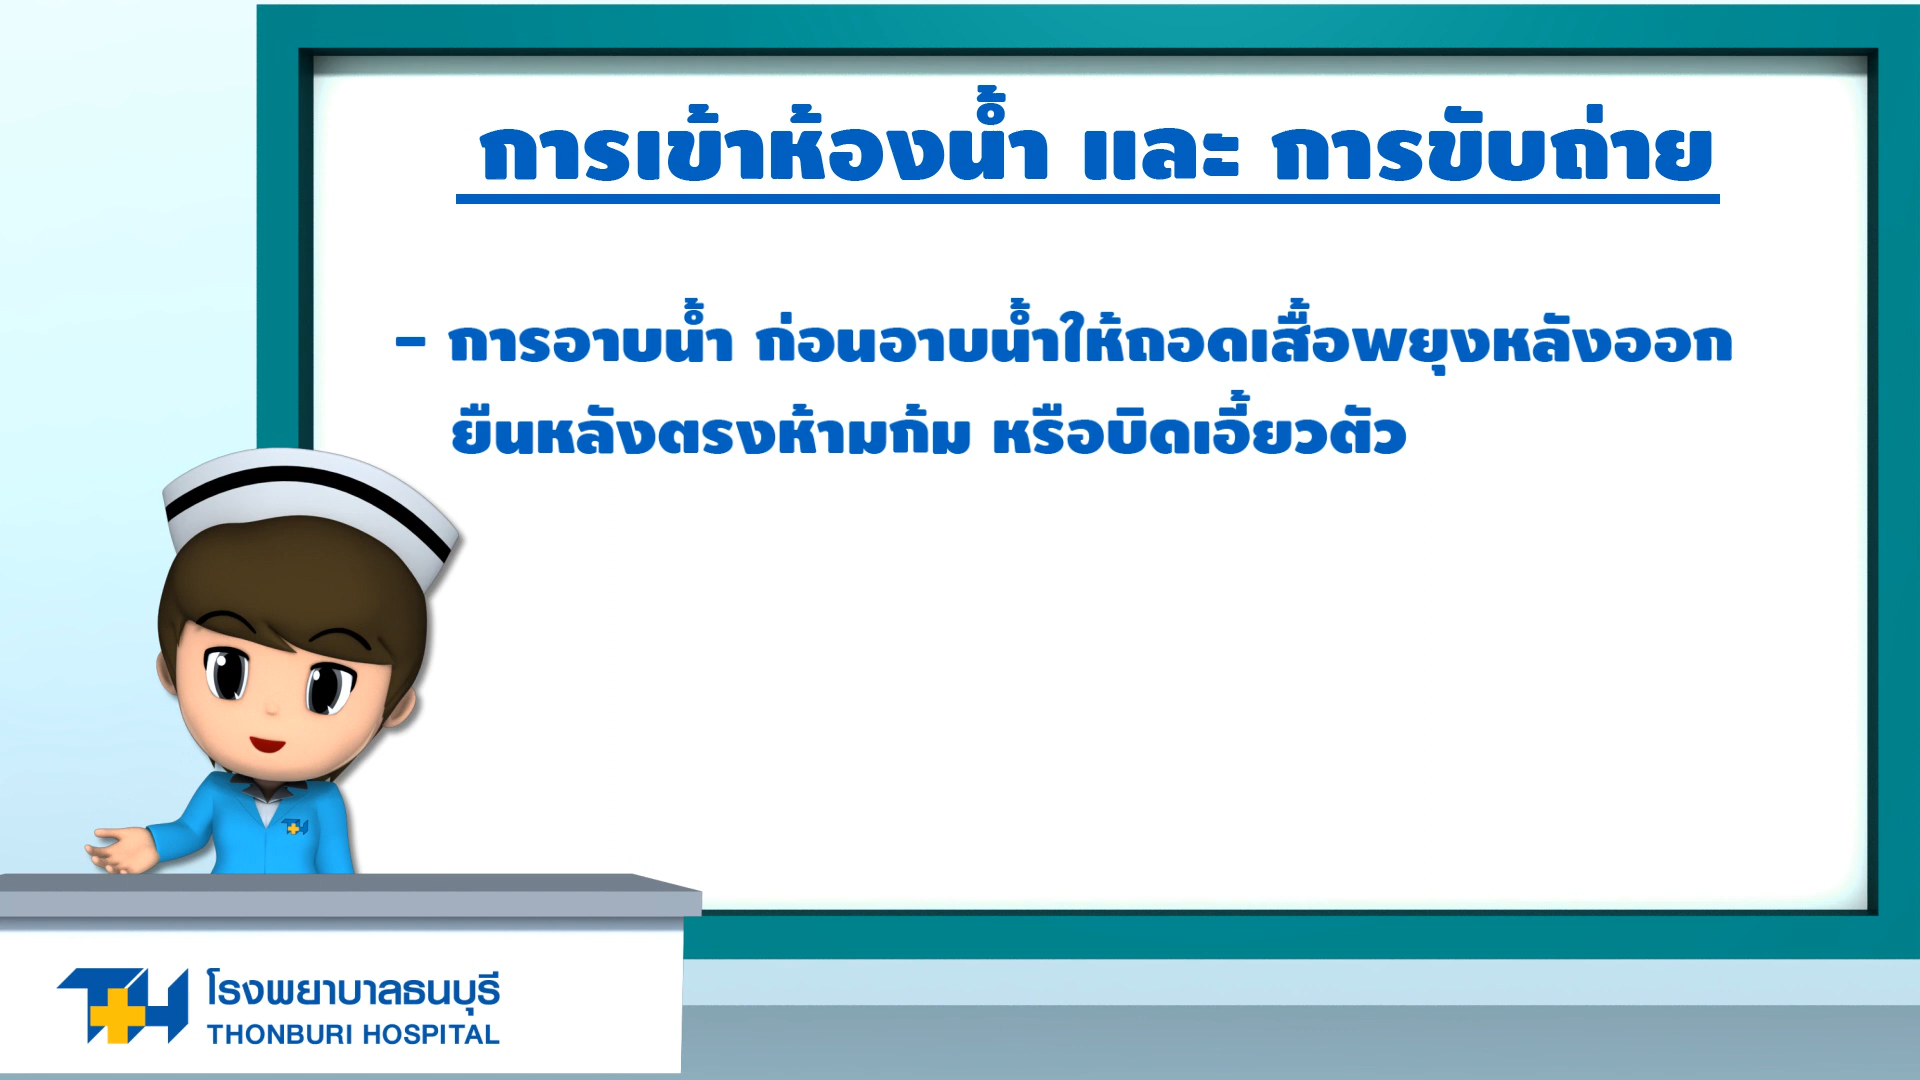 การเข้าห้องน้ำ และ การขับถ่าย
- การอาบน้ำ ก่อนอาบน้ำให้ถอดเสื้อพยุงหลังออก
ยืนหลังตรงห้ามก้ม หรือบิดเอี้ยวตัว
โรงพยาบาลธนบุรี
THONBURI HOSPITAL